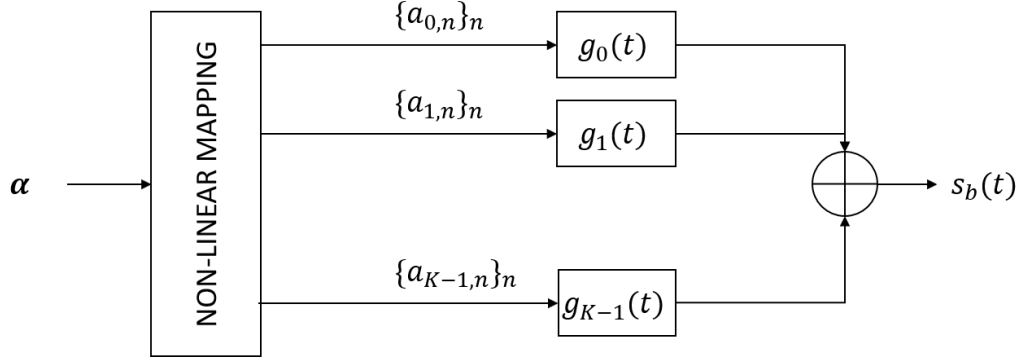 {a_{0,n}}_n
g_0(t)
{a_{1,n}}_n
g_1(t)
NON-LINEAR MAPPING
α
s_b(t)
{a_{K−1,n}}_n
g_{K−1}(t)